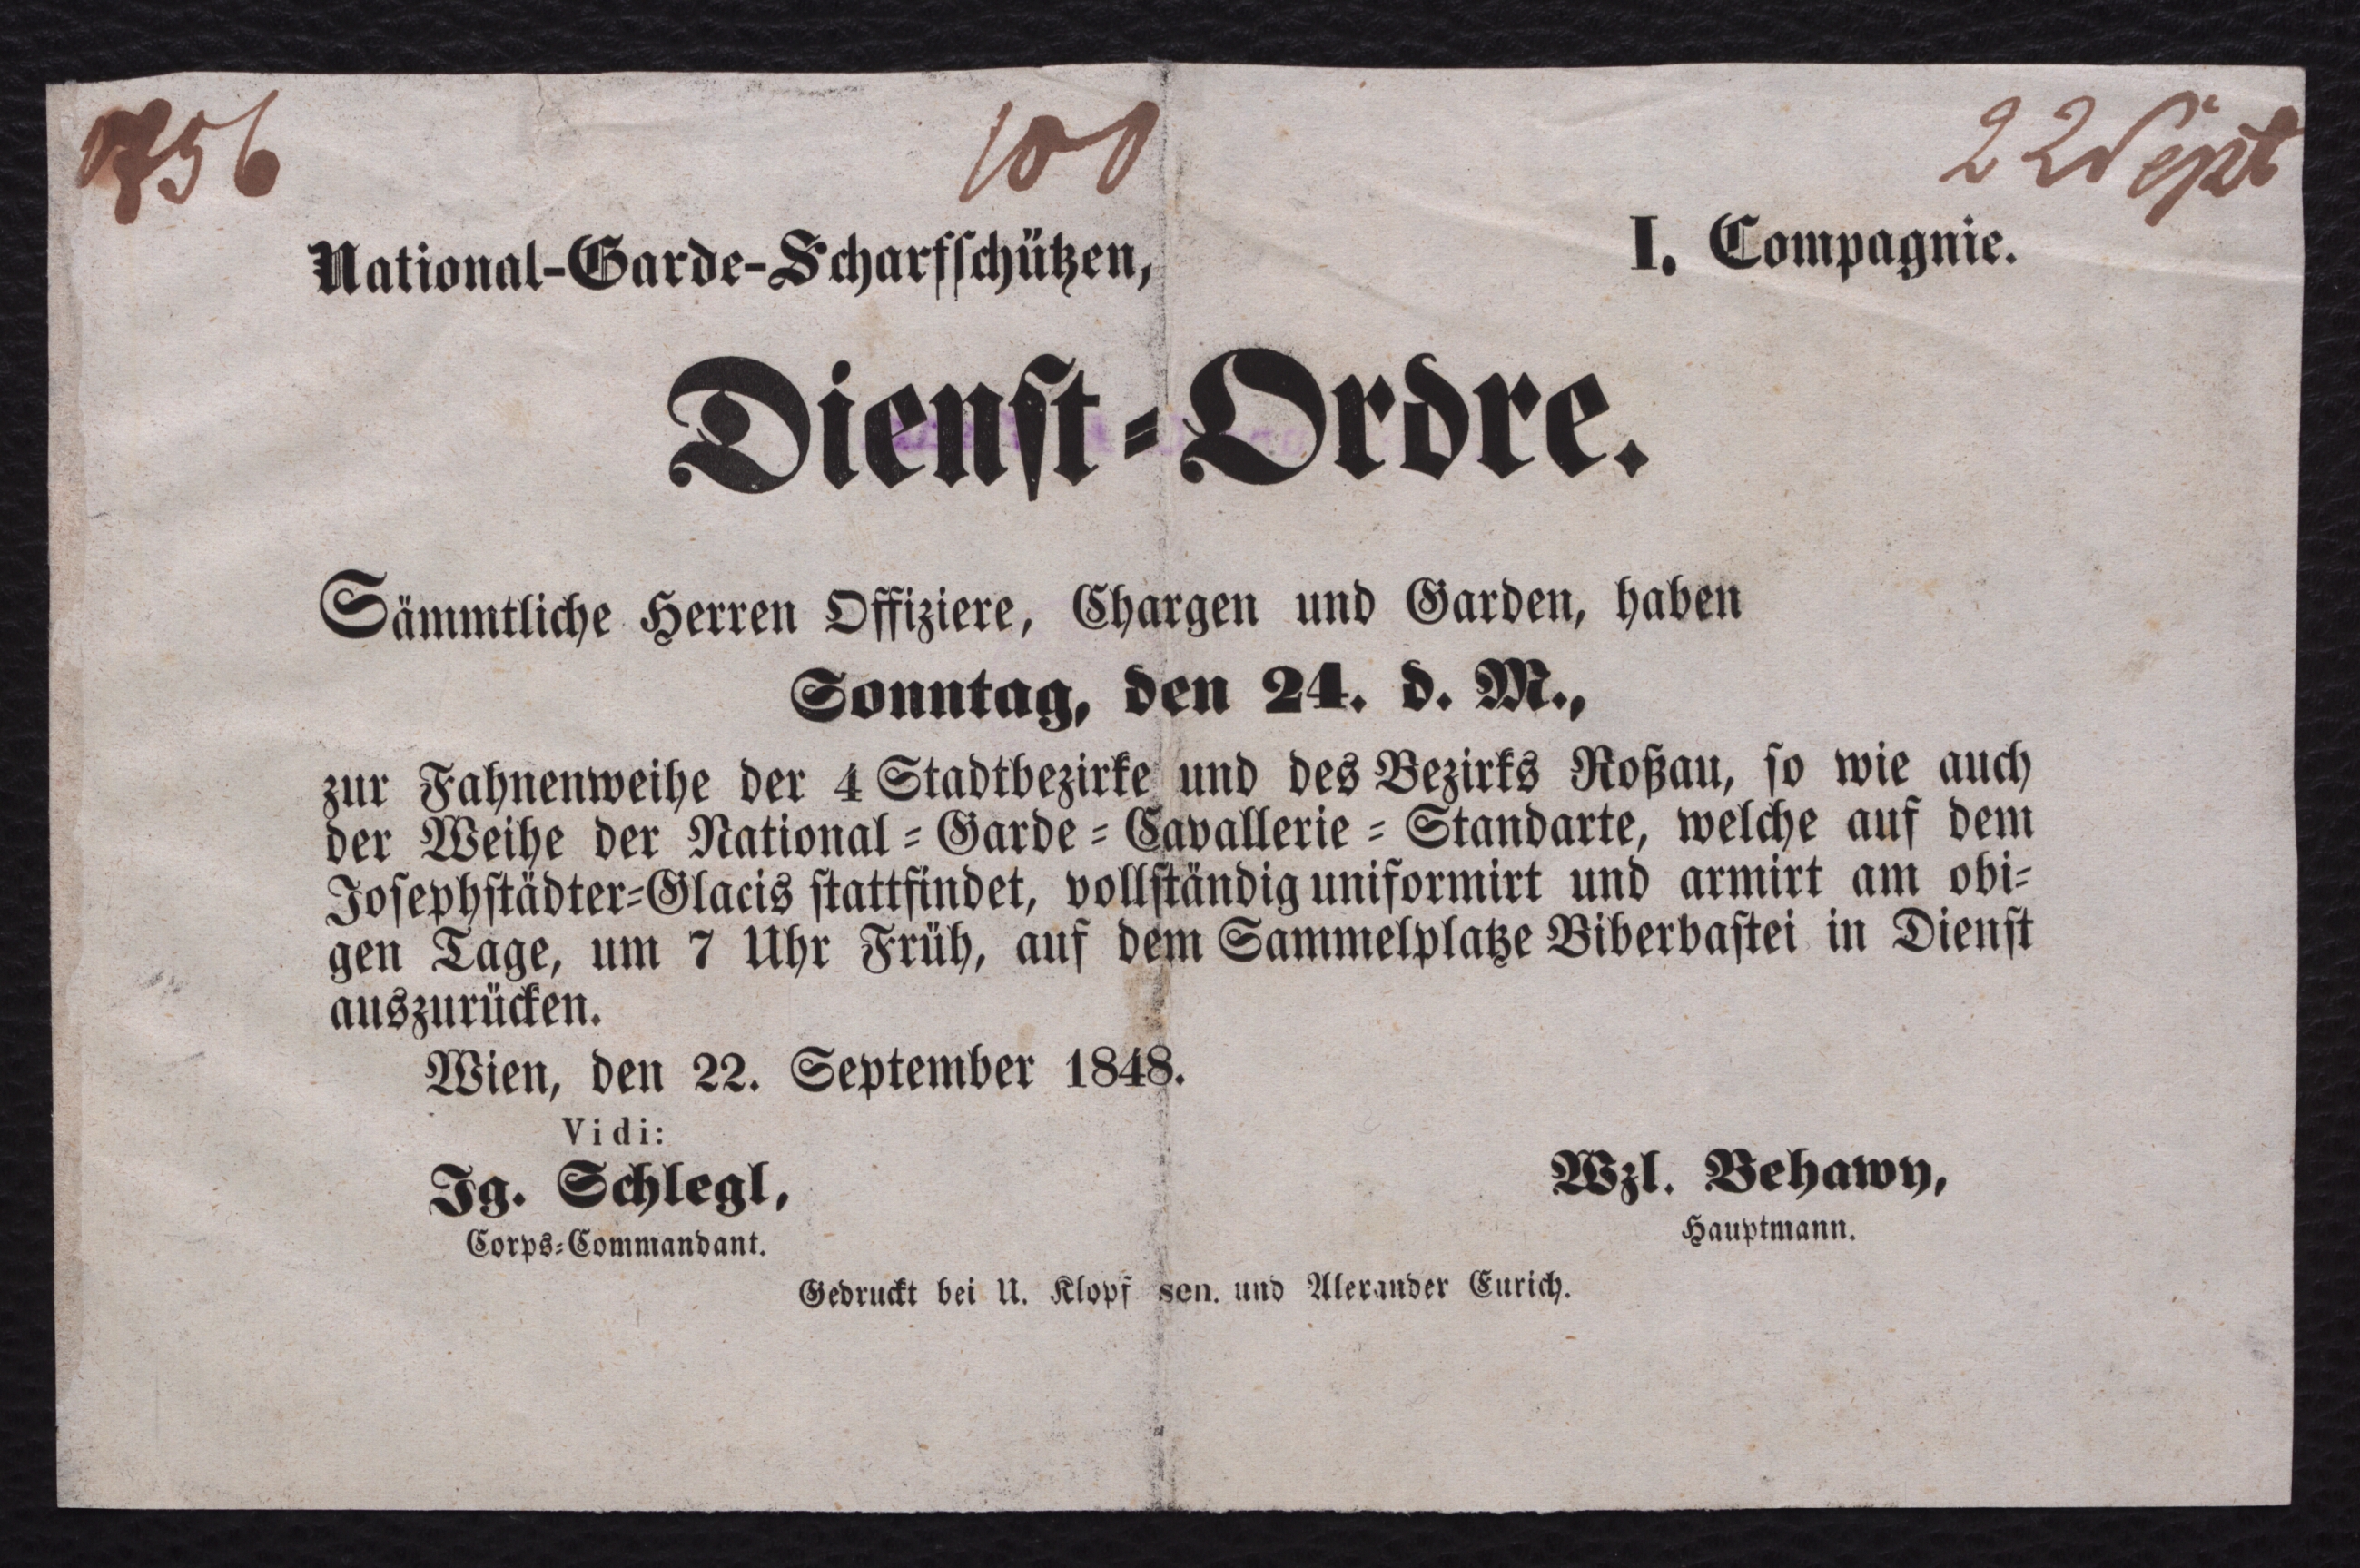 756 100 22 Sept
National-Garde-Scharfschützen, I. Compagnie.
Dienst-Ordre.
Sämmtliche Herren Offiziere, Chargen und Garden, haben
Sonntag, den 24. d. M.,
zur Fahnenweihe der 4 Stadtbezirke und des Bezirks Roßau, so wie auch
der Weihe der National-Garde-Cavallerie-Standarte, welche auf dem
Josephstädter-Glacis stattfindet, vollständig uniformirt und armirt am obi-
gen Tage, um 7 Uhr Früh, auf dem Sammelplatze Biberbastei in Dienst
auszurücken.
Wien, den 22. September 1848.
Vidi:
Ig. Schlegl, Wzl. Behawy,
Corps-Commandant. Hauptmann.
Gedruckt bei U. Klopf sen. und Alexander Eurich.